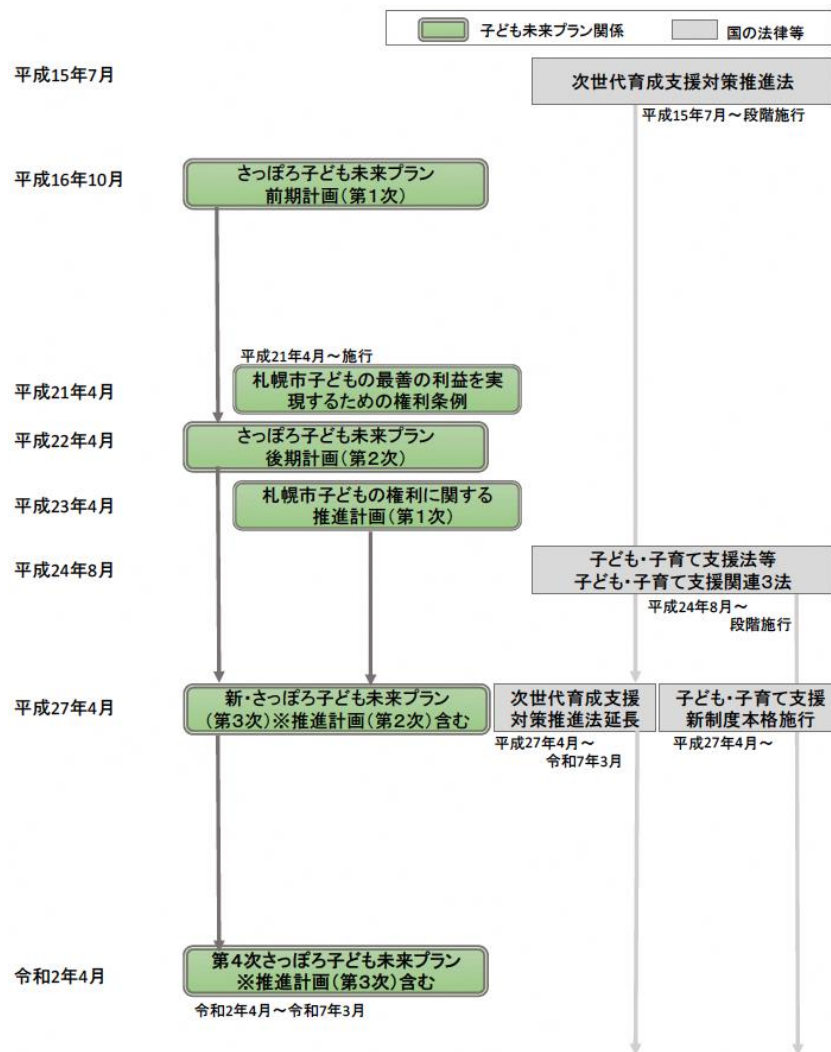 子ども未来プラン関係
国の法律等
平成15年7月
次世代育成支援対策推進法
平成15年7月～段階施行
平成16年10月
さっぽろ子ども未来プラン
前期計画(第1次)
平成21年4月～施行
平成21年4月
札幌市子どもの最善の利益を実
現するための権利条例
平成22年4月
さっぽろ子ども未来プラン
後期計画(第2次)
平成23年4月
札幌市子どもの権利に関する
推進計画(第1次)
平成24年8月
子ども・子育て支援法等
子ども・子育て支援関連3法
平成24年8月～
段階施行
平成27年4月
新・さっぽろ子ども未来プラン
(第3次)※推進計画(第2次)含む
次世代育成支援
対策推進法延長
平成27年4月～
令和7年3月
子ども・子育て支援
新制度本格施行
平成27年4月～
令和2年4月
第4次さっぽろ子ども未来プラン
※推進計画(第3次)含む
令和2年4月～令和7年3月